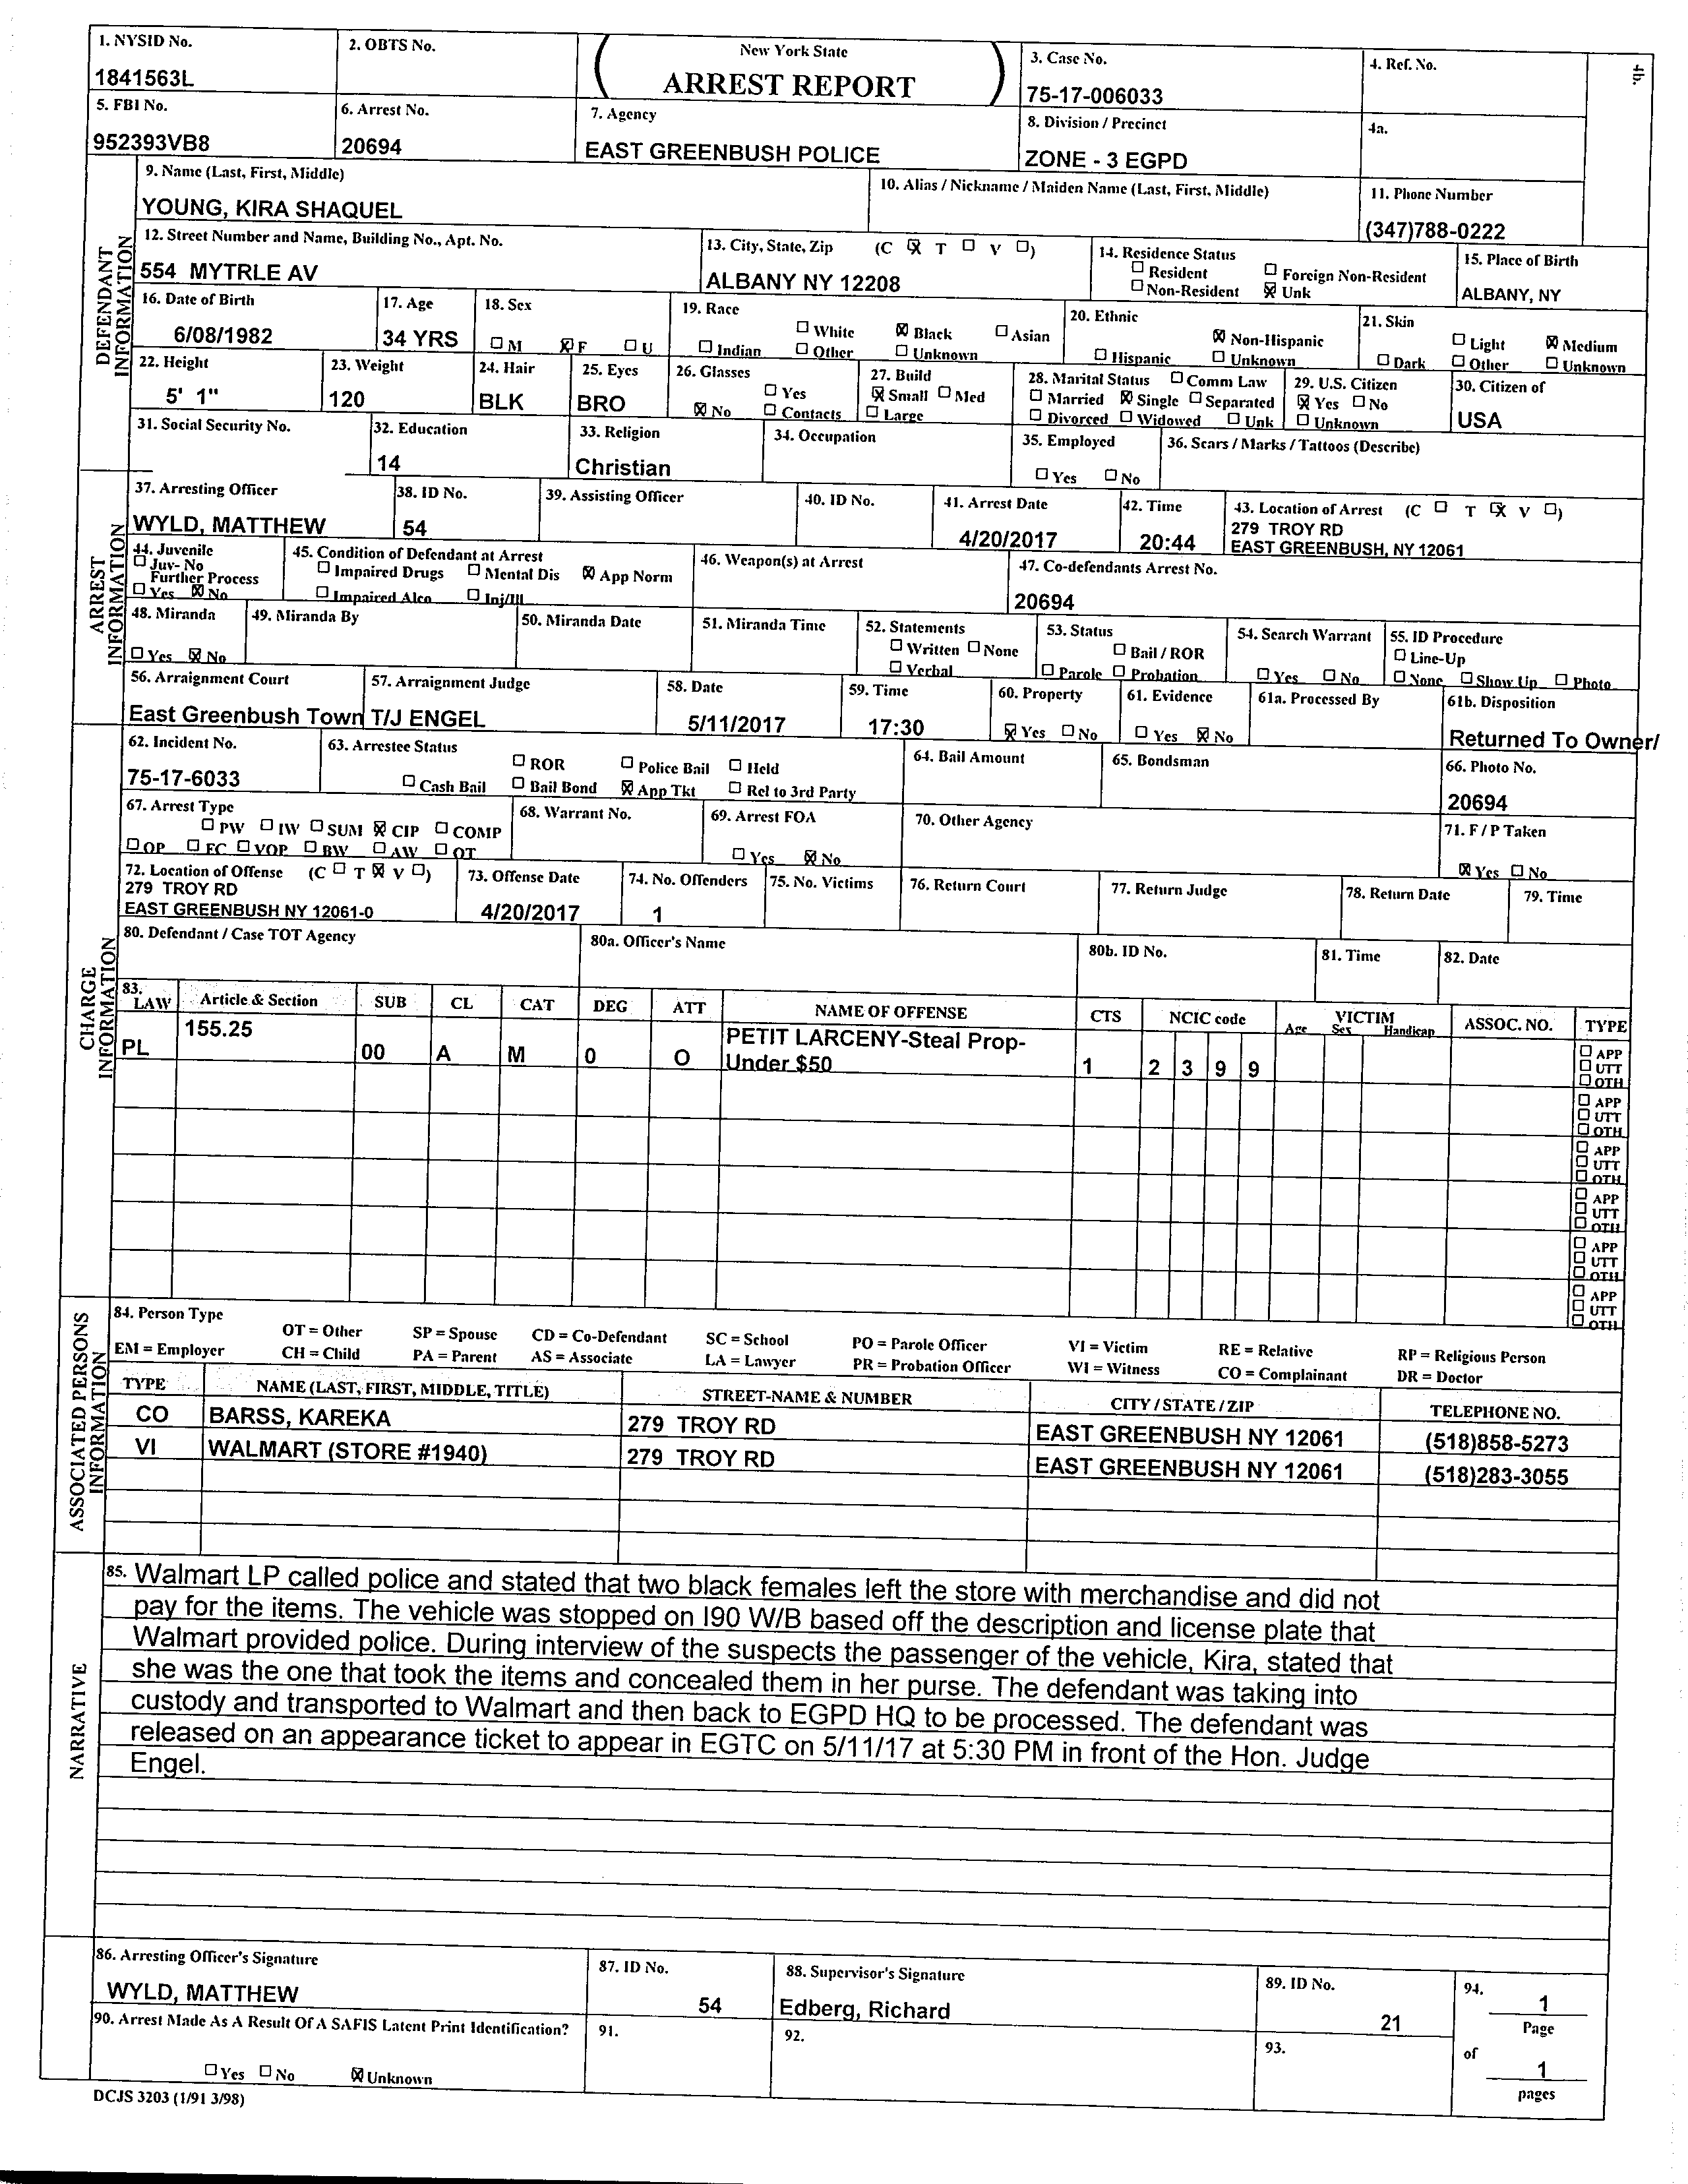 1. NYSID No.
1841563L
2. OBTS No.
New York State
ARREST REPORT
3. Case No.
75-17-006033
4. Ref. No.
4b.
5. FBI No.
952393VB8
6. Arrest No.
20694
7. Agency
EAST GREENBUSH POLICE
8. Division / Precinct
ZONE - 3 EGPD
4a.
DEFENDANT INFORMATION
9. Name (Last, First, Middle)
YOUNG, KIRA SHAQUEL
10. Alias / Nickname / Maiden Name (Last, First, Middle)
11. Phone Number
(347)788-0222
12. Street Number and Name, Building No., Apt. No.
554 MYTRLE AV
13. City, State, Zip (C ☒ T ☐ V ☐)
ALBANY NY 12208
14. Residence Status
☐ Resident ☐ Foreign Non-Resident
☐ Non-Resident ☒ Unk
15. Place of Birth
ALBANY, NY
16. Date of Birth
6/08/1982
17. Age
34 YRS
18. Sex
☐ M ☒ F ☐ U
19. Race
☐ White ☒ Black ☐ Asian
☐ Indian ☐ Other ☐ Unknown
20. Ethnic
☒ Non-Hispanic
☐ Hispanic ☐ Unknown
21. Skin
☐ Light ☒ Medium
☐ Dark ☐ Other ☐ Unknown
22. Height
5' 1"
23. Weight
120
24. Hair
BLK
25. Eyes
BRO
26. Glasses
☐ Yes
☒ No ☐ Contacts
27. Build
☒ Small ☐ Med
☐ Large
28. Marital Status ☐ Comm Law
☐ Married ☒ Single ☐ Separated
☐ Divorced ☐ Widowed ☐ Unk
29. U.S. Citizen
☒ Yes ☐ No
☐ Unknown
30. Citizen of
USA
31. Social Security No.
32. Education
14
33. Religion
Christian
34. Occupation
35. Employed
☐ Yes ☐ No
36. Scars / Marks / Tattoos (Describe)
ARREST INFORMATION
37. Arresting Officer
WYLD, MATTHEW
38. ID No.
54
39. Assisting Officer
40. ID No.
41. Arrest Date
4/20/2017
42. Time
20:44
43. Location of Arrest (C ☐ T ☒ V ☐)
279 TROY RD
EAST GREENBUSH, NY 12061
44. Juvenile
☐ Juv- No
Further Process
☐ Yes ☒ No
45. Condition of Defendant at Arrest
☐ Impaired Drugs ☐ Mental Dis ☒ App Norm
☐ Impaired Alco ☐ Inj/Ill
46. Weapon(s) at Arrest
47. Co-defendants Arrest No.
20694
48. Miranda
☐ Yes ☒ No
49. Miranda By
50. Miranda Date
51. Miranda Time
52. Statements
☐ Written ☐ None
☐ Verbal
53. Status
☐ Bail / ROR
☐ Parole ☐ Probation
54. Search Warrant
☐ Yes ☐ No
55. ID Procedure
☐ Line-Up
☐ None ☐ Show Up ☐ Photo
56. Arraignment Court
East Greenbush Town
57. Arraignment Judge
T/J ENGEL
58. Date
5/11/2017
59. Time
17:30
60. Property
☒ Yes ☐ No
61. Evidence
☐ Yes ☒ No
61a. Processed By
61b. Disposition
Returned To Owner/
CHARGE INFORMATION
62. Incident No.
75-17-6033
63. Arrestee Status
☐ ROR ☐ Police Bail ☐ Held
☐ Cash Bail ☐ Bail Bond ☒ App Tkt ☐ Rel to 3rd Party
64. Bail Amount
65. Bondsman
66. Photo No.
20694
67. Arrest Type
☐ PW ☐ IW ☐ SUM ☒ CIP ☐ COMP
☐ OP ☐ FC ☐ VOP ☐ BW ☐ AW ☐ OT
68. Warrant No.
69. Arrest FOA
☐ Yes ☒ No
70. Other Agency
71. F / P Taken
☒ Yes ☐ No
72. Location of Offense (C ☐ T ☒ V ☐)
279 TROY RD
EAST GREENBUSH NY 12061-0
73. Offense Date
4/20/2017
74. No. Offenders
1
75. No. Victims
76. Return Court
77. Return Judge
78. Return Date
79. Time
80. Defendant / Case TOT Agency
80a. Officer's Name
80b. ID No.
81. Time
82. Date
83.
LAW Article & Section SUB CL CAT DEG ATT NAME OF OFFENSE CTS NCIC code VICTIM Age Sex Handicap ASSOC. NO. TYPE
PL 155.25 00 A M 0 O PETIT LARCENY-Steal Prop-
Under $50 1 2 3 9 9
☐ APP
☐ UTT
☐ OTH
☐ APP
☐ UTT
☐ OTH
☐ APP
☐ UTT
☐ OTH
☐ APP
☐ UTT
☐ OTH
☐ APP
☐ UTT
☐ OTH
☐ APP
☐ UTT
☐ OTH
ASSOCIATED PERSONS INFORMATION
84. Person Type
OT = Other SP = Spouse CD = Co-Defendant SC = School PO = Parole Officer VI = Victim RE = Relative RP = Religious Person
EM = Employer CH = Child PA = Parent AS = Associate LA = Lawyer PR = Probation Officer WI = Witness CO = Complainant DR = Doctor
TYPE NAME (LAST, FIRST, MIDDLE, TITLE) STREET-NAME & NUMBER CITY / STATE / ZIP TELEPHONE NO.
CO BARSS, KAREKA 279 TROY RD EAST GREENBUSH NY 12061 (518)858-5273
VI WALMART (STORE #1940) 279 TROY RD EAST GREENBUSH NY 12061 (518)283-3055
NARRATIVE
85. Walmart LP called police and stated that two black females left the store with merchandise and did not
pay for the items. The vehicle was stopped on I90 W/B based off the description and license plate that
Walmart provided police. During interview of the suspects the passenger of the vehicle, Kira, stated that
she was the one that took the items and concealed them in her purse. The defendant was taking into
custody and transported to Walmart and then back to EGPD HQ to be processed. The defendant was
released on an appearance ticket to appear in EGTC on 5/11/17 at 5:30 PM in front of the Hon. Judge
Engel.
86. Arresting Officer's Signature
WYLD, MATTHEW
87. ID No.
54
88. Supervisor's Signature
Edberg, Richard
89. ID No.
21
94.
1
Page
of
1
pages
90. Arrest Made As A Result Of A SAFIS Latent Print Identification?
☐ Yes ☐ No ☒ Unknown
91.
92.
93.
DCJS 3203 (1/91 3/98)